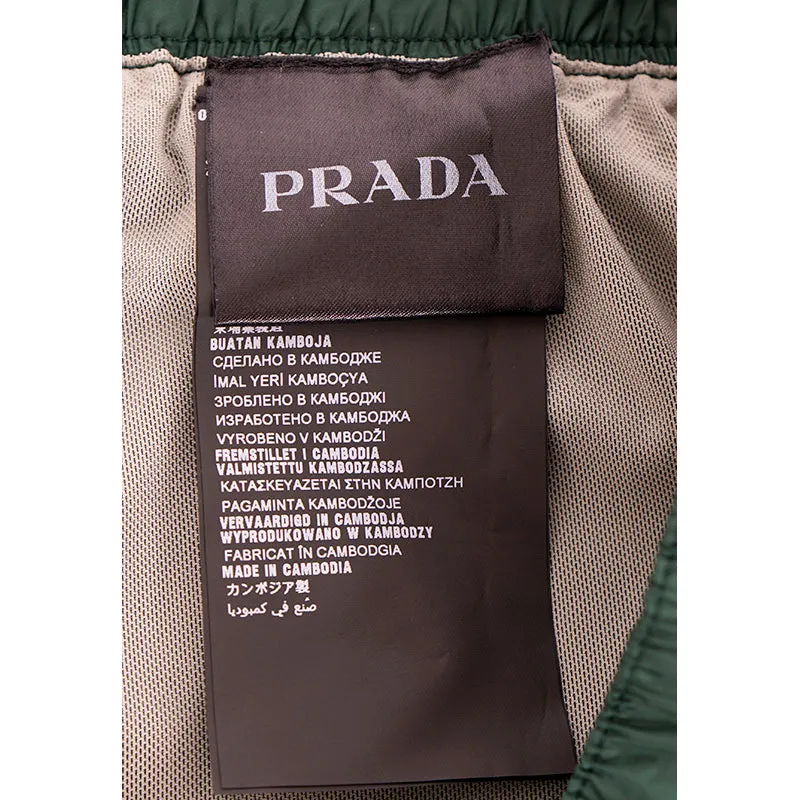 PRADA
BUATAN KAMBOJA
СДЕЛАНО В КАМБОДЖЕ
İMAL YERİ KAMBOÇYA
ЗРОБЛЕНО В КАМБОДЖІ
ИЗРАБОТЕНО В КАМБОДЖА
VYROBENO V KAMBODŽI
FREMSTILLET I CAMBODIA
VALMISTETTU KAMBODZASSA
ΚΑΤΑΣΚΕΥΑΖΕΤΑΙ ΣΤΗΝ ΚΑΜΠΟΤΖΗ
PAGAMINTA KAMBODŽOJE
VERVAARDIGD IN CAMBODJA
WYPRODUKOWANO W KAMBODZY
FABRICAT ÎN CAMBODGIA
MADE IN CAMBODIA
カンボジア製
صُنع في كمبوديا